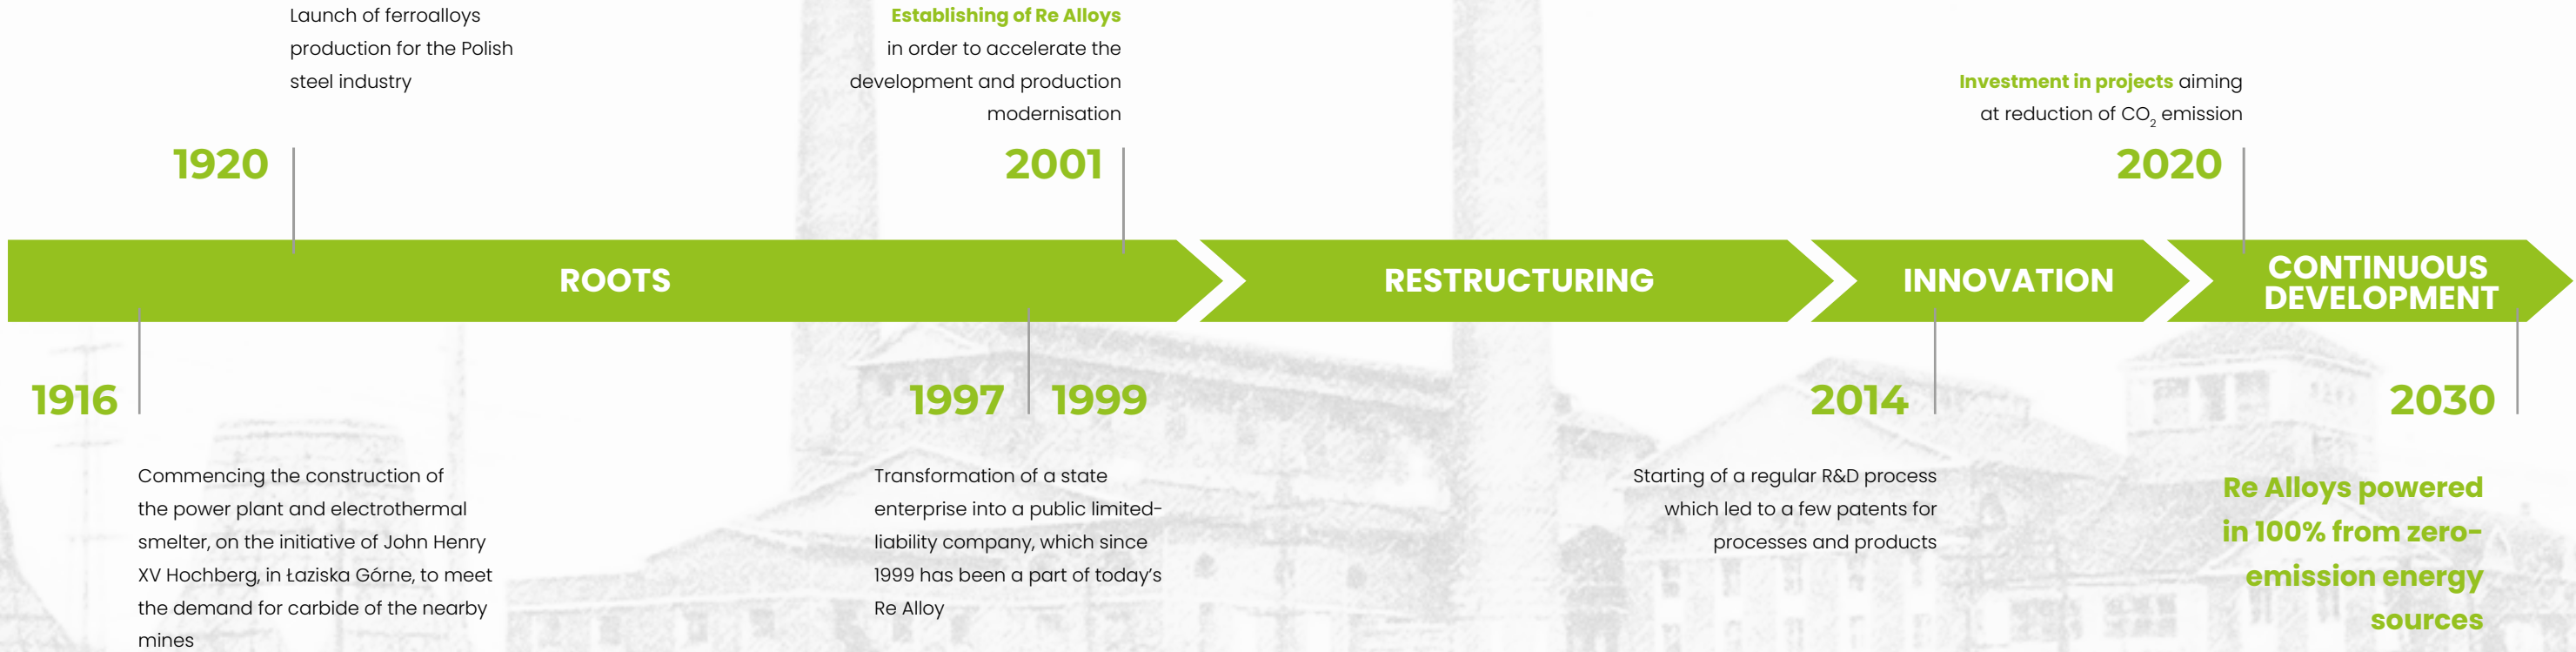 Launch of ferroalloys
production for the Polish
steel industry
1920
Establishing of Re Alloys
in order to accelerate the
development and production
modernisation
2001
Investment in projects aiming
at reduction of CO₂ emission
2020
ROOTS
RESTRUCTURING
INNOVATION
CONTINUOUS
DEVELOPMENT
1916
Commencing the construction of
the power plant and electrothermal
smelter, on the initiative of John Henry
XV Hochberg, in Łaziska Górne, to meet
the demand for carbide of the nearby
mines
1997 1999
Transformation of a state
enterprise into a public limited-
liability company, which since
1999 has been a part of today’s
Re Alloy
2014
Starting of a regular R&D process
which led to a few patents for
processes and products
2030
Re Alloys powered
in 100% from zero-
emission energy
sources